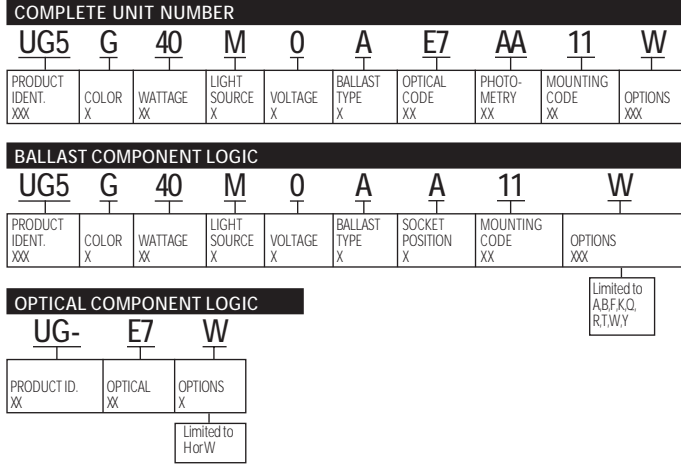 COMPLETE UNIT NUMBER
UG5 G 40 M 0 A E7 AA 11 W
PRODUCT LIGHT BALLAST OPTICAL PHOTO- MOUNTING
IDENT. COLOR WATTAGE SOURCE VOLTAGE TYPE CODE METRY CODE OPTIONS
XXX X XX X X X XX XX XX XXX
BALLAST COMPONENT LOGIC
UG5 G 40 M 0 A A 11 W
PRODUCT LIGHT BALLAST SOCKET MOUNTING
IDENT. COLOR WATTAGE SOURCE VOLTAGE TYPE POSITION CODE OPTIONS
XXX X XX X X X X XX XXX
Limited to
A,B,F,K,Q,
R,T,W,Y
OPTICAL COMPONENT LOGIC
UG- E7 W
PRODUCT ID. OPTICAL OPTIONS
XX XX X
Limited to
H or W